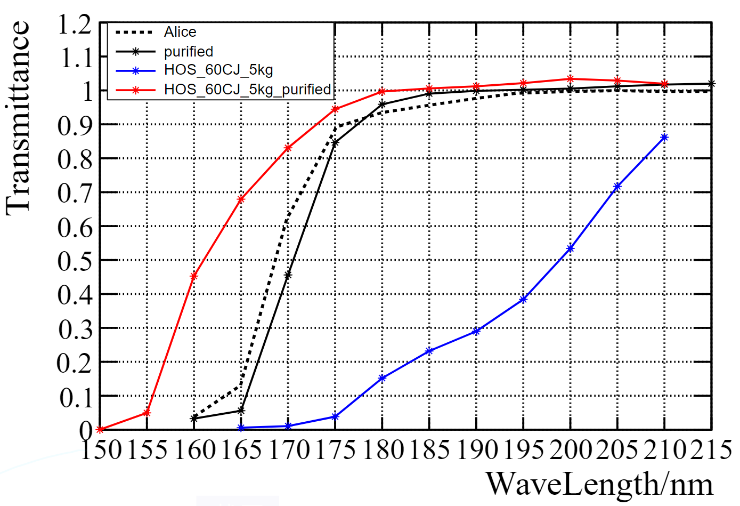 Transmittance
1.2
1.1
1
0.9
0.8
0.7
0.6
0.5
0.4
0.3
0.2
0.1
0
Alice
purified
HOS_60CJ_5kg
HOS_60CJ_5kg_purified
150 155 160 165 170 175 180 185 190 195 200 205 210 215
WaveLength/nm